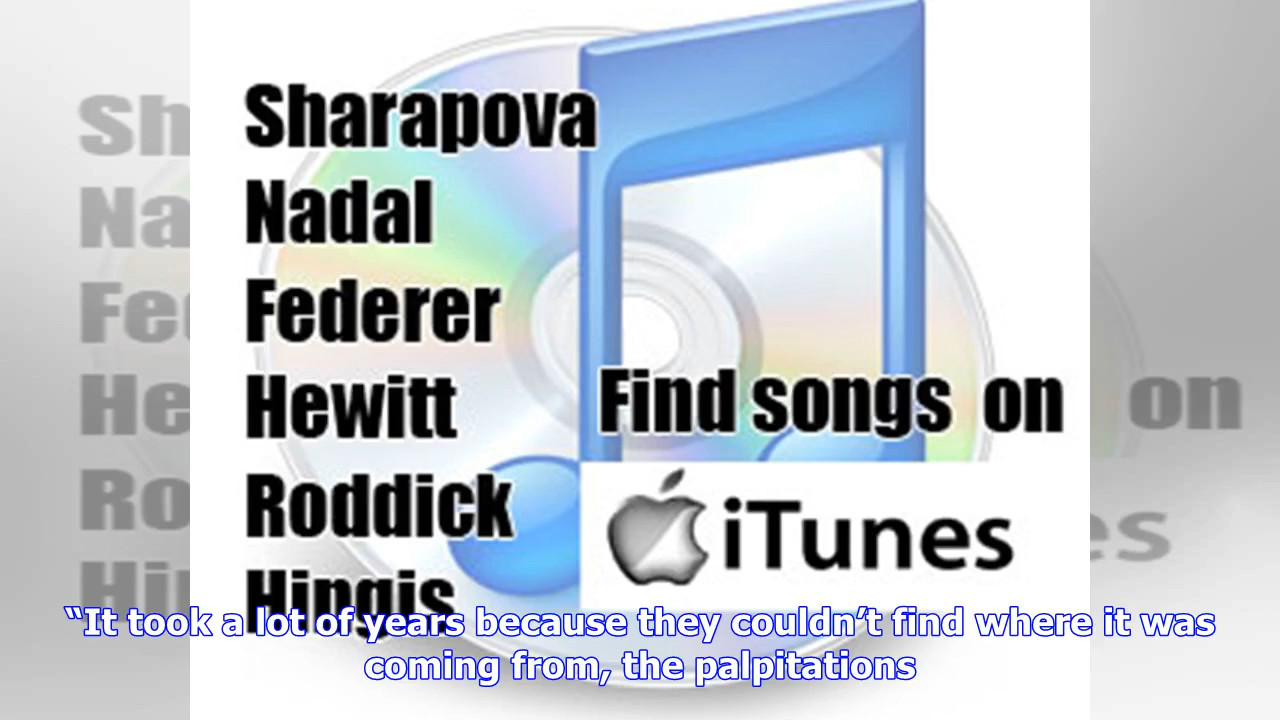 Sharapova
Nadal
Federer
Hewitt
Find songs on
Roddick
iTunes
Hingis
“It took a lot of years because they couldn’t find where it was
coming from, the palpitations